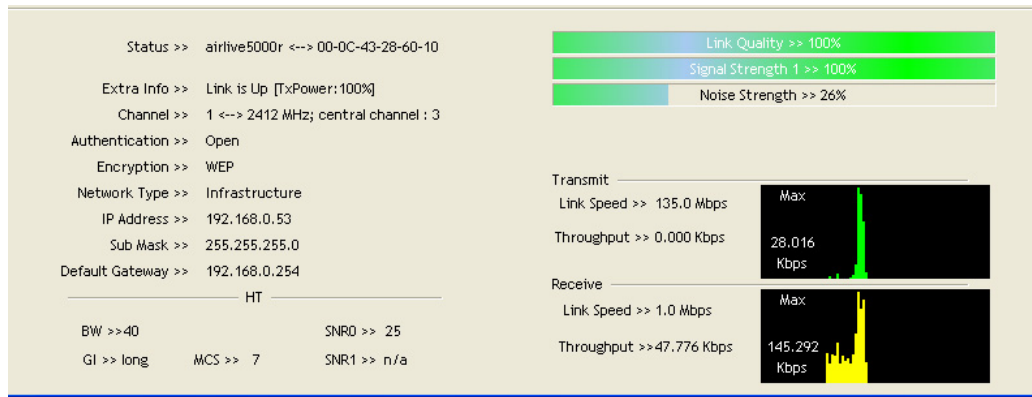 Status >> airlive5000r <--> 00-0C-43-28-60-10
Extra Info >> Link is Up [TxPower:100%]
Channel >> 1 <--> 2412 MHz; central channel : 3
Authentication >> Open
Encryption >> WEP
Network Type >> Infrastructure
IP Address >> 192.168.0.53
Sub Mask >> 255.255.255.0
Default Gateway >> 192.168.0.254
HT
BW >>40 SNR0 >> 25
GI >> long MCS >> 7 SNR1 >> n/a
Link Quality >> 100%
Signal Strength 1 >> 100%
Noise Strength >> 26%
Transmit
Link Speed >> 135.0 Mbps
Throughput >> 0.000 Kbps
Max
28.016
Kbps
Receive
Link Speed >> 1.0 Mbps
Throughput >>47.776 Kbps
Max
145.292
Kbps